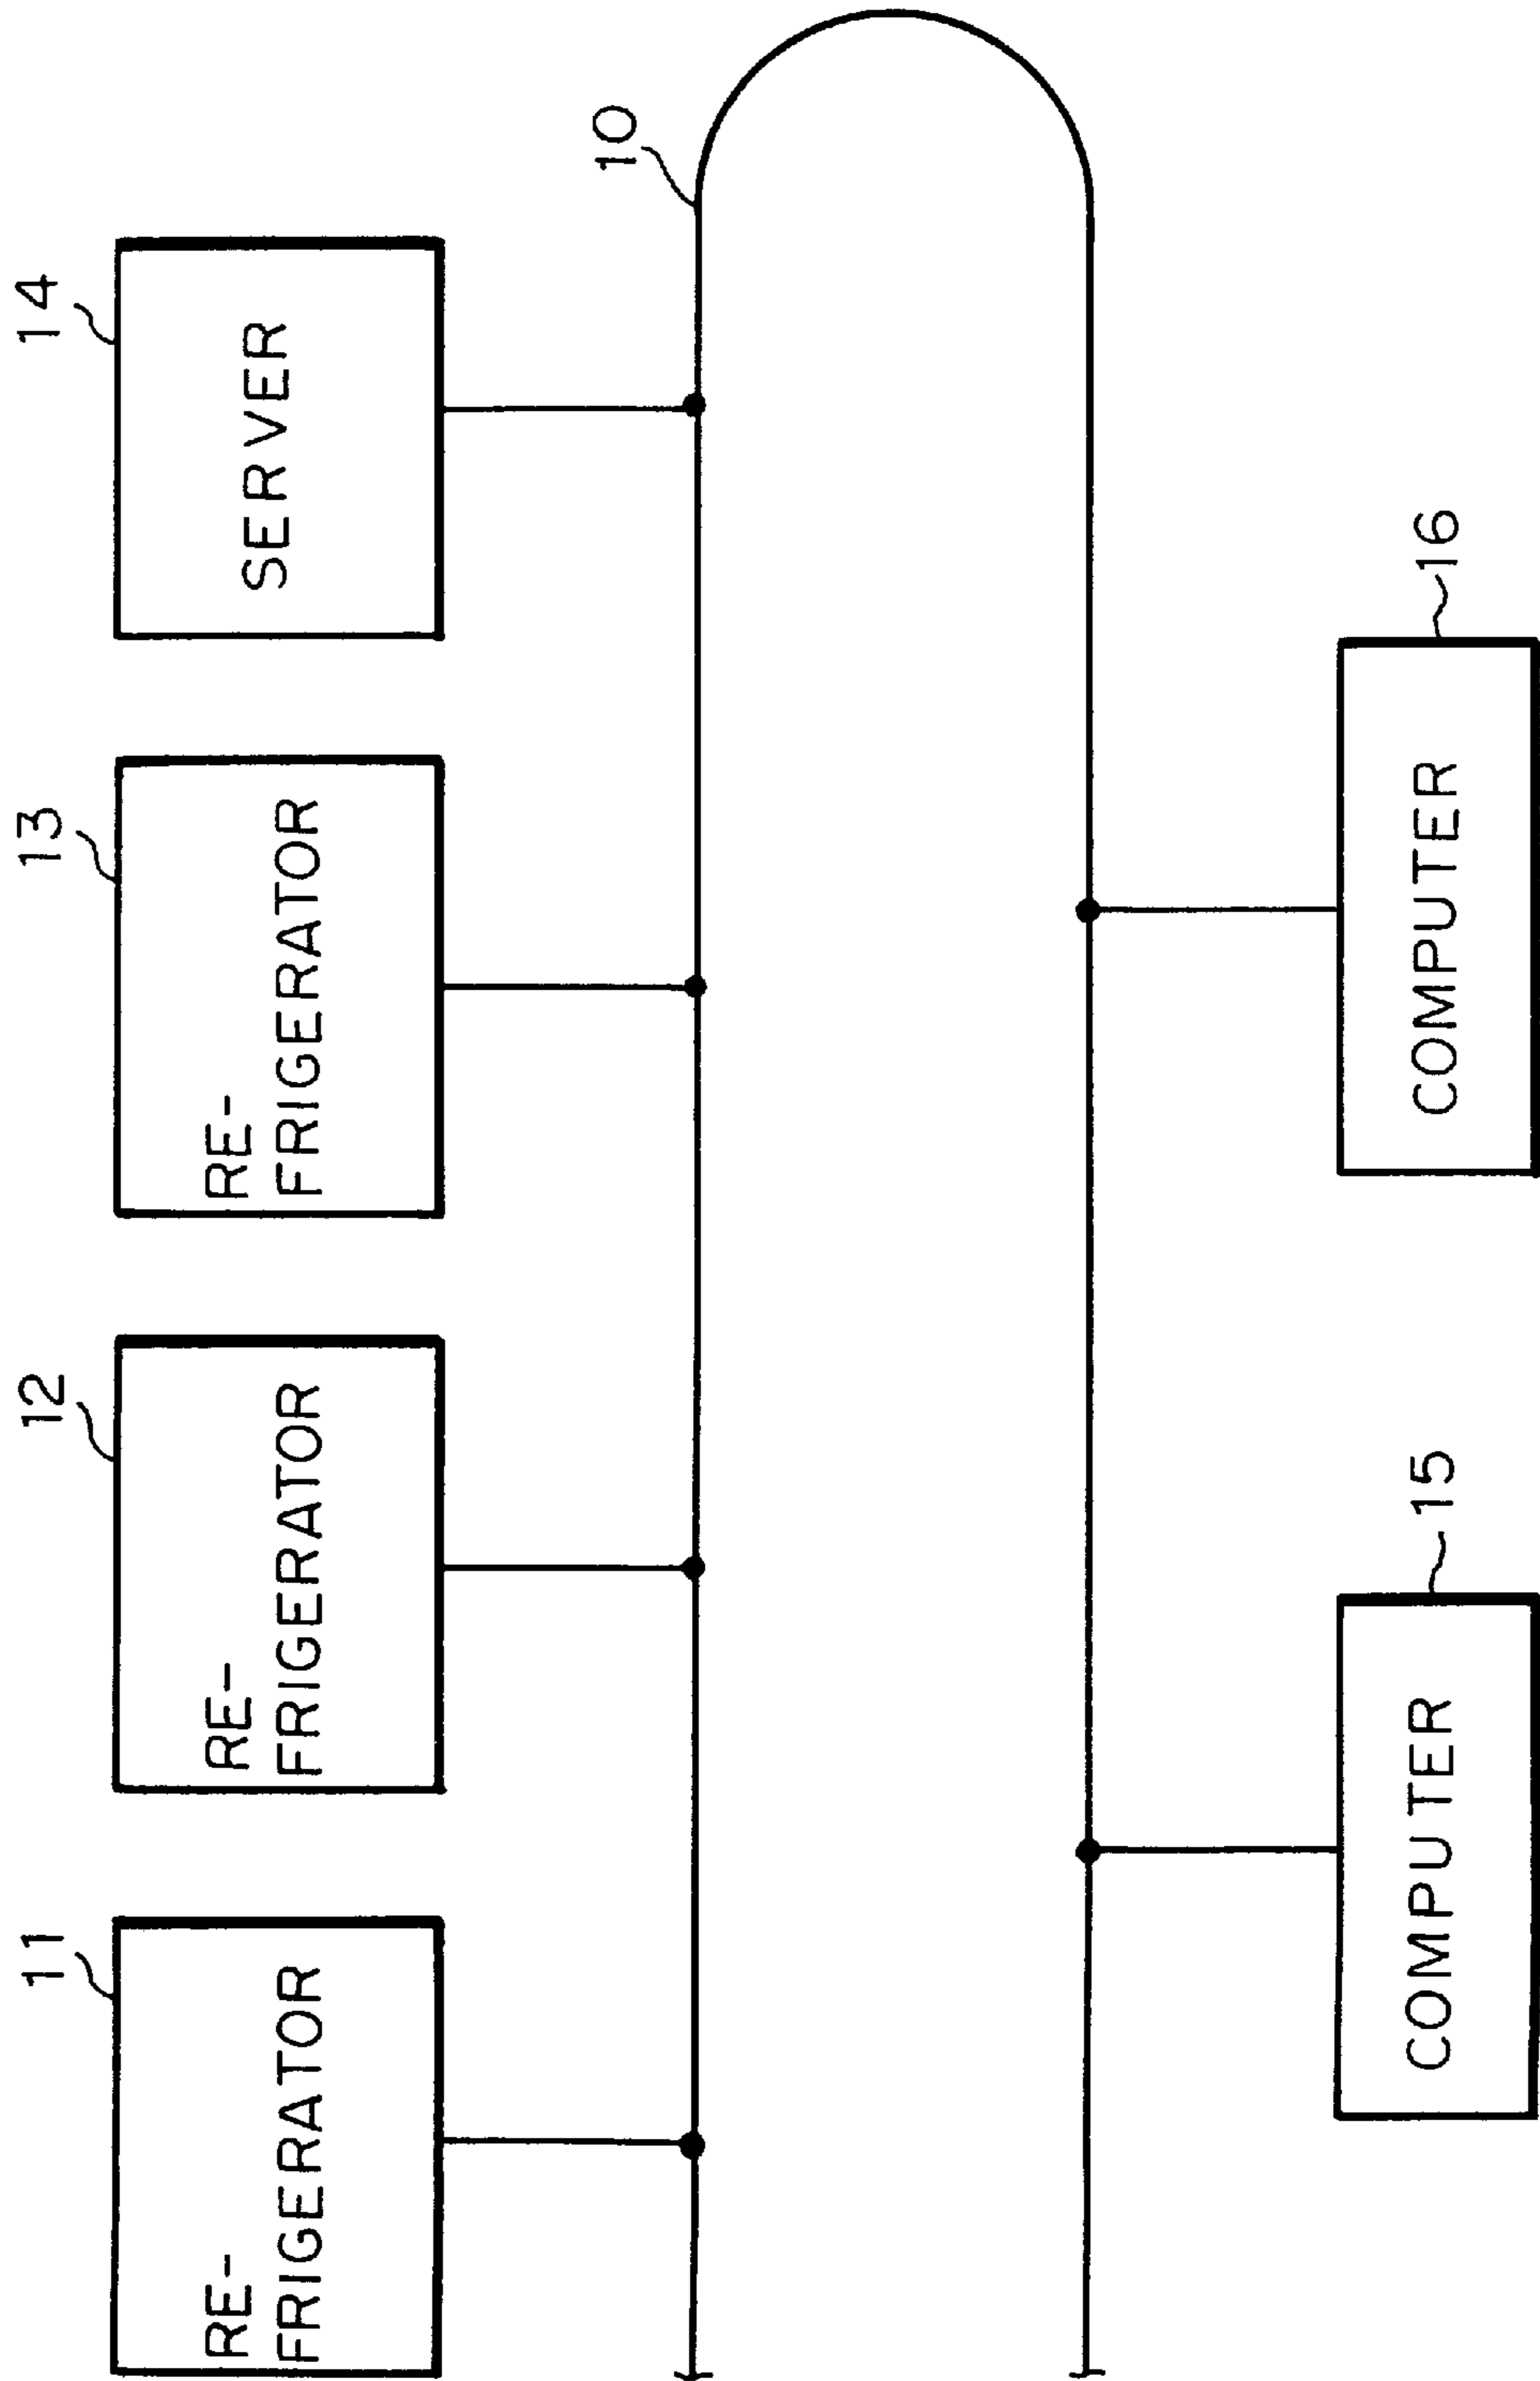 11
RE-
FRIGERATOR
12
RE-
FRIGERATOR
13
RE-
FRIGERATOR
14
SERVER
10
15
COMPUTER
16
COMPUTER